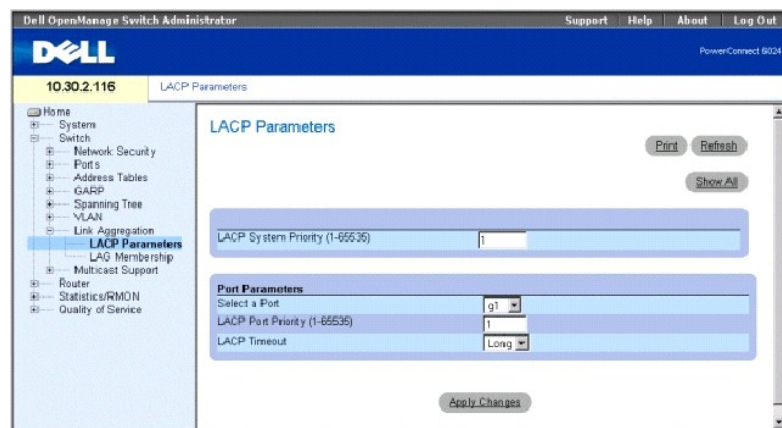 Dell OpenManage Switch Administrator
Support | Help | About | Log Out
DELL
PowerConnect 6024
10.30.2.116
LACP Parameters
Home
System
Switch
Network Security
Ports
Address Tables
GARP
Spanning Tree
VLAN
Link Aggregation
LACP Parameters
LAG Membership
Multicast Support
Router
Statistics/RMON
Quality of Service
LACP Parameters
Print
Refresh
Show All
LACP System Priority (1-65535)
1
Port Parameters
Select a Port
g1
LACP Port Priority (1-65535)
1
LACP Timeout
Long
Apply Changes